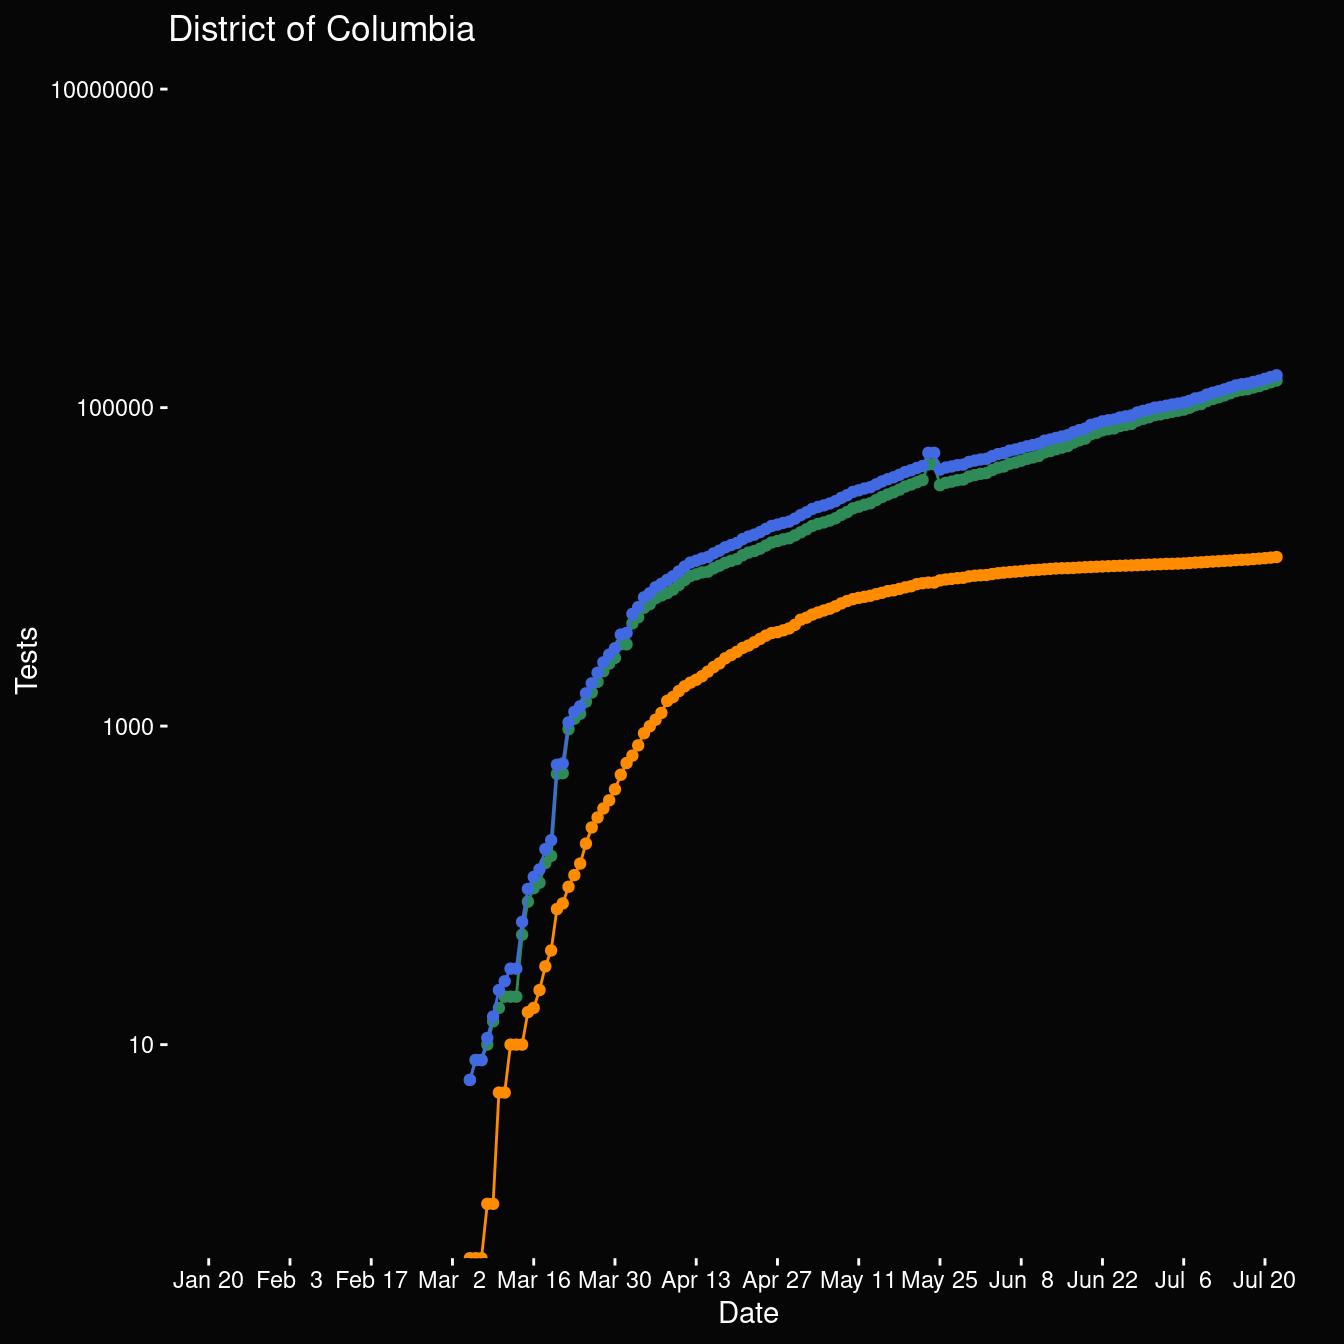 District of Columbia
10000000
100000
1000
10
Tests
Jan 20 Feb 3 Feb 17 Mar 2 Mar 16 Mar 30 Apr 13 Apr 27 May 11 May 25 Jun 8 Jun 22 Jul 6 Jul 20
Date